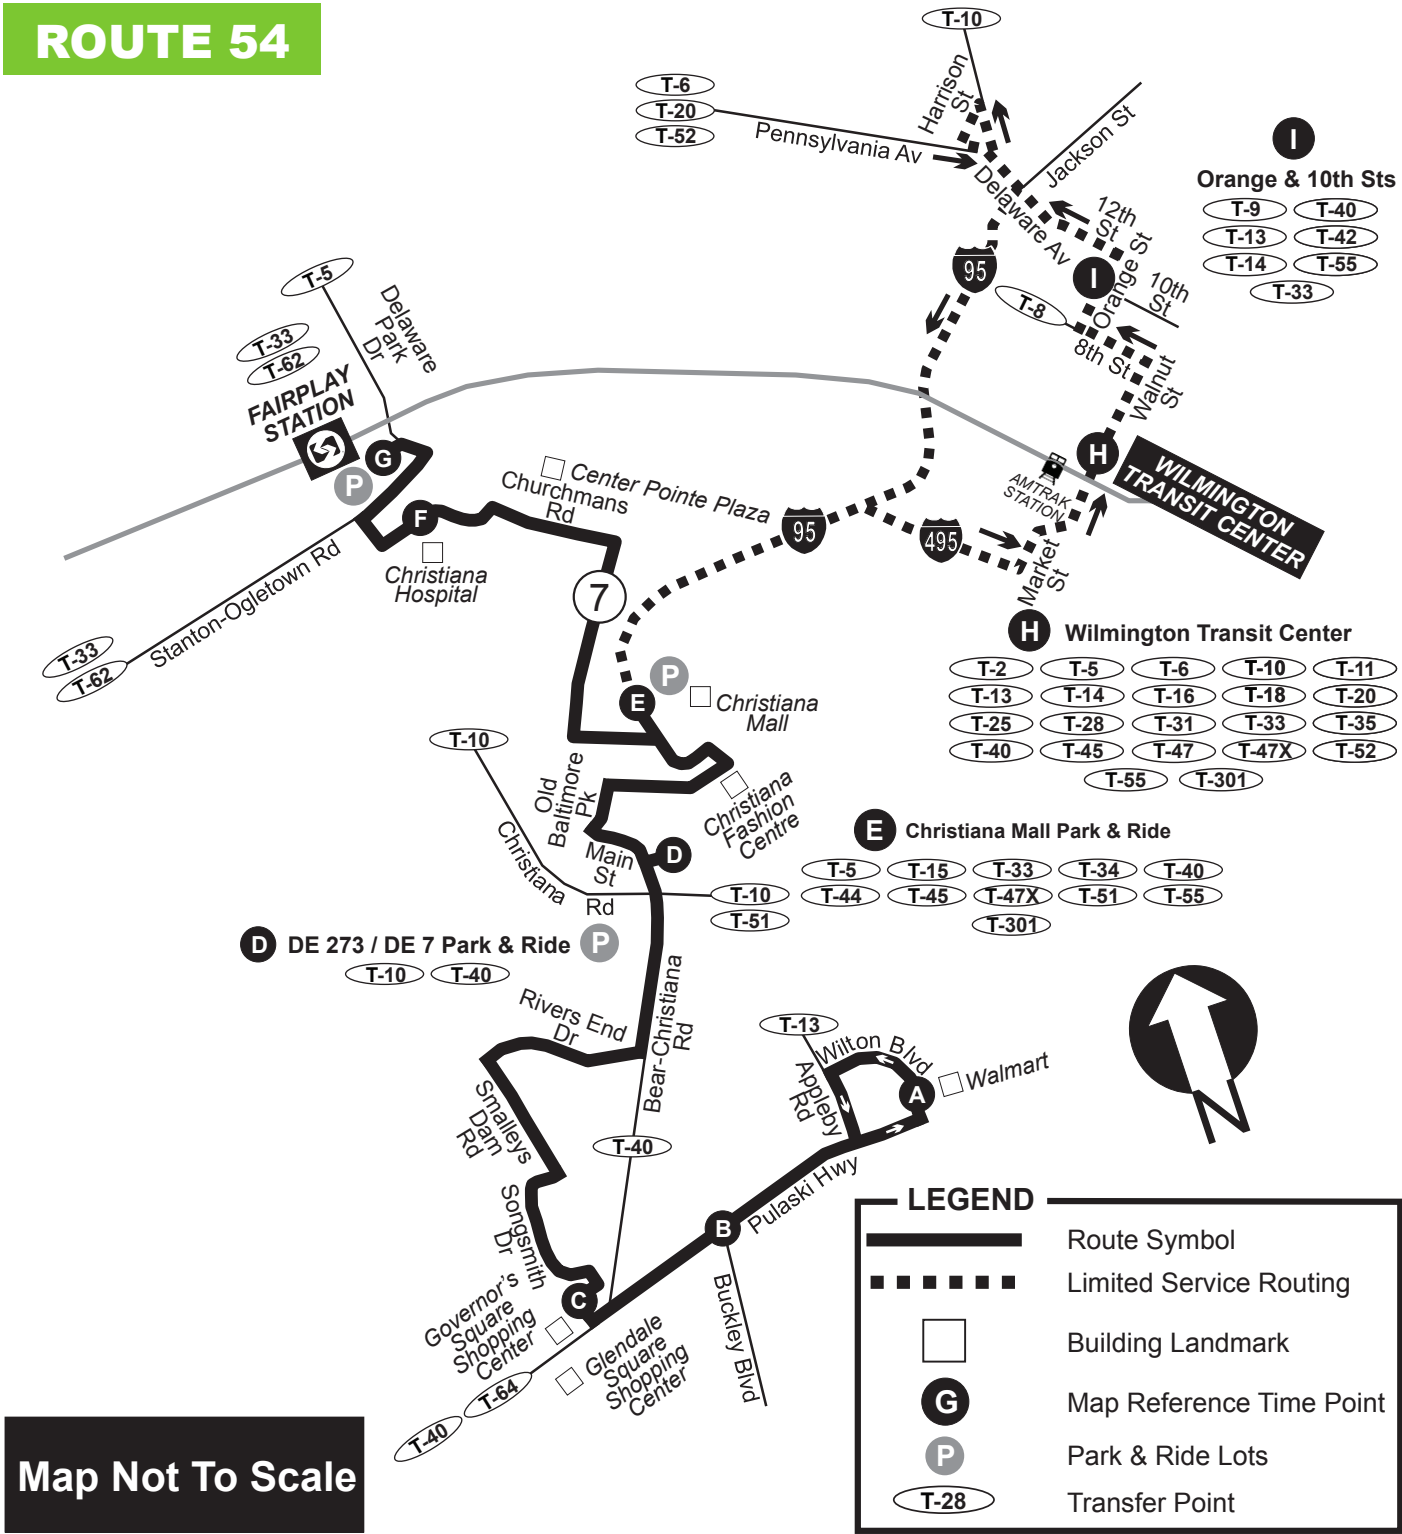 ROUTE 54
T-10
Harrison
St
T-6
T-20
T-52
Pennsylvania Av
Jackson St
Delaware Av
12th
St
Orange St
10th
St
95
I
T-8
8th St
Walnut
St
I
Orange & 10th Sts
T-9
T-40
T-13
T-42
T-14
T-55
T-33
T-5
Delaware
Park
Dr
T-33
T-62
FAIRPLAY
STATION
G
P
F
Center Pointe Plaza
Churchmans
Rd
Christiana
Hospital
Stanton-Ogletown Rd
T-33
T-62
7
95
495
AMTRAK
STATION
H
WILMINGTON
TRANSIT CENTER
Market
St
H
Wilmington Transit Center
T-2
T-5
T-6
T-10
T-11
T-13
T-14
T-16
T-18
T-20
T-25
T-28
T-31
T-33
T-35
T-40
T-45
T-47
T-47X
T-52
T-55
T-301
P
E
Christiana
Mall
T-10
Old
Baltimore
Pk
Christiana
Fashion
Centre
Main
St
D
Christiana
Rd
T-10
T-51
E
Christiana Mall Park & Ride
T-5
T-15
T-33
T-34
T-40
T-44
T-45
T-47X
T-51
T-55
T-301
D
DE 273 / DE 7 Park & Ride
P
T-10
T-40
Rivers End
Dr
Bear-Christiana
Rd
T-13
Wilton Blvd
Appleby
Rd
A
Walmart
Smalleys
Dam
Rd
T-40
Songsmith
Dr
Pulaski Hwy
B
Buckley Blvd
C
Governor's
Square
Shopping
Center
Glendale
Square
Shopping
Center
T-64
T-40
N
LEGEND
Route Symbol
Limited Service Routing
Building Landmark
G
Map Reference Time Point
P
Park & Ride Lots
T-28
Transfer Point
Map Not To Scale